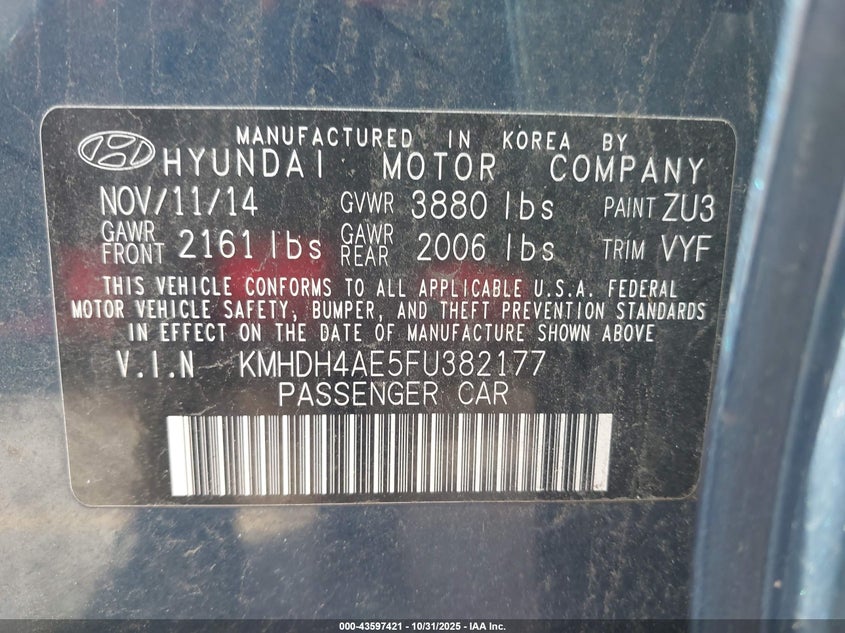 MANUFACTURED IN KOREA BY
HYUNDAI MOTOR COMPANY
NOV/11/14 GVWR 3880 lbs PAINT ZU3
GAWR FRONT 2161 lbs GAWR REAR 2006 lbs TRIM VYF
THIS VEHICLE CONFORMS TO ALL APPLICABLE U.S.A. FEDERAL
MOTOR VEHICLE SAFETY, BUMPER, AND THEFT PREVENTION STANDARDS
IN EFFECT ON THE DATE OF MANUFACTURE SHOWN ABOVE
V.I.N KMHDH4AE5FU382177
PASSENGER CAR
000-43597421 - 10/31/2025 - IAA Inc.